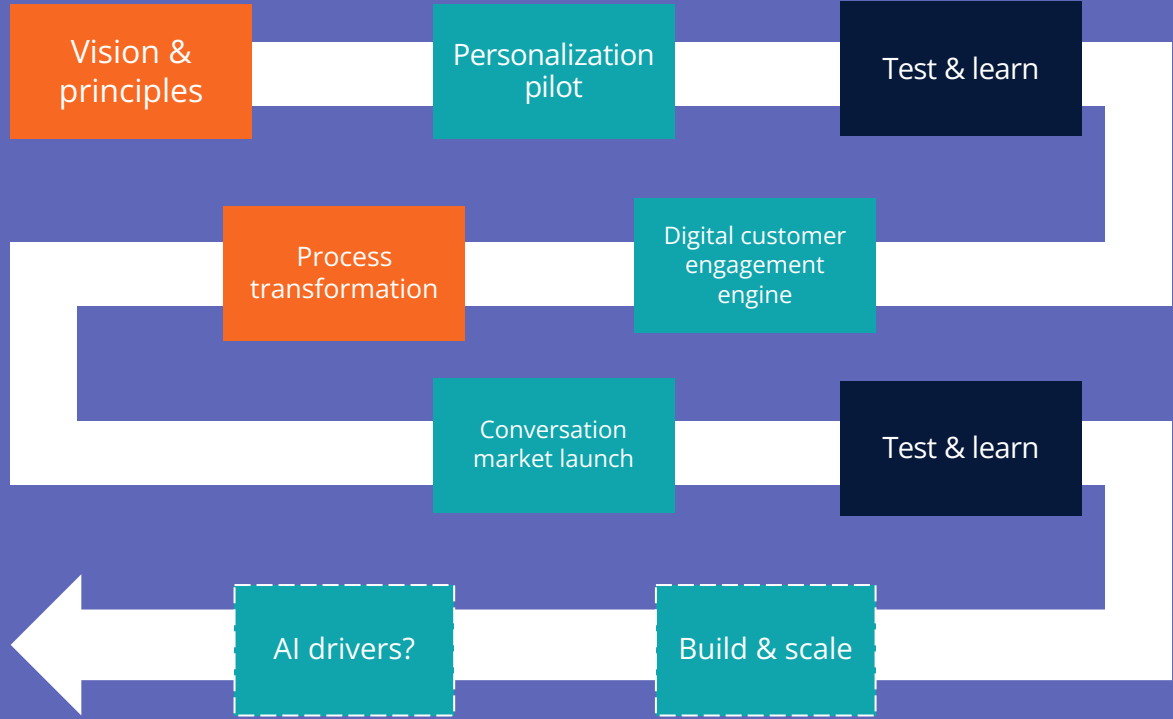 Vision &
principles
Personalization
pilot
Test & learn
Digital customer
engagement
engine
Process
transformation
Conversation
market launch
Test & learn
Build & scale
AI drivers?